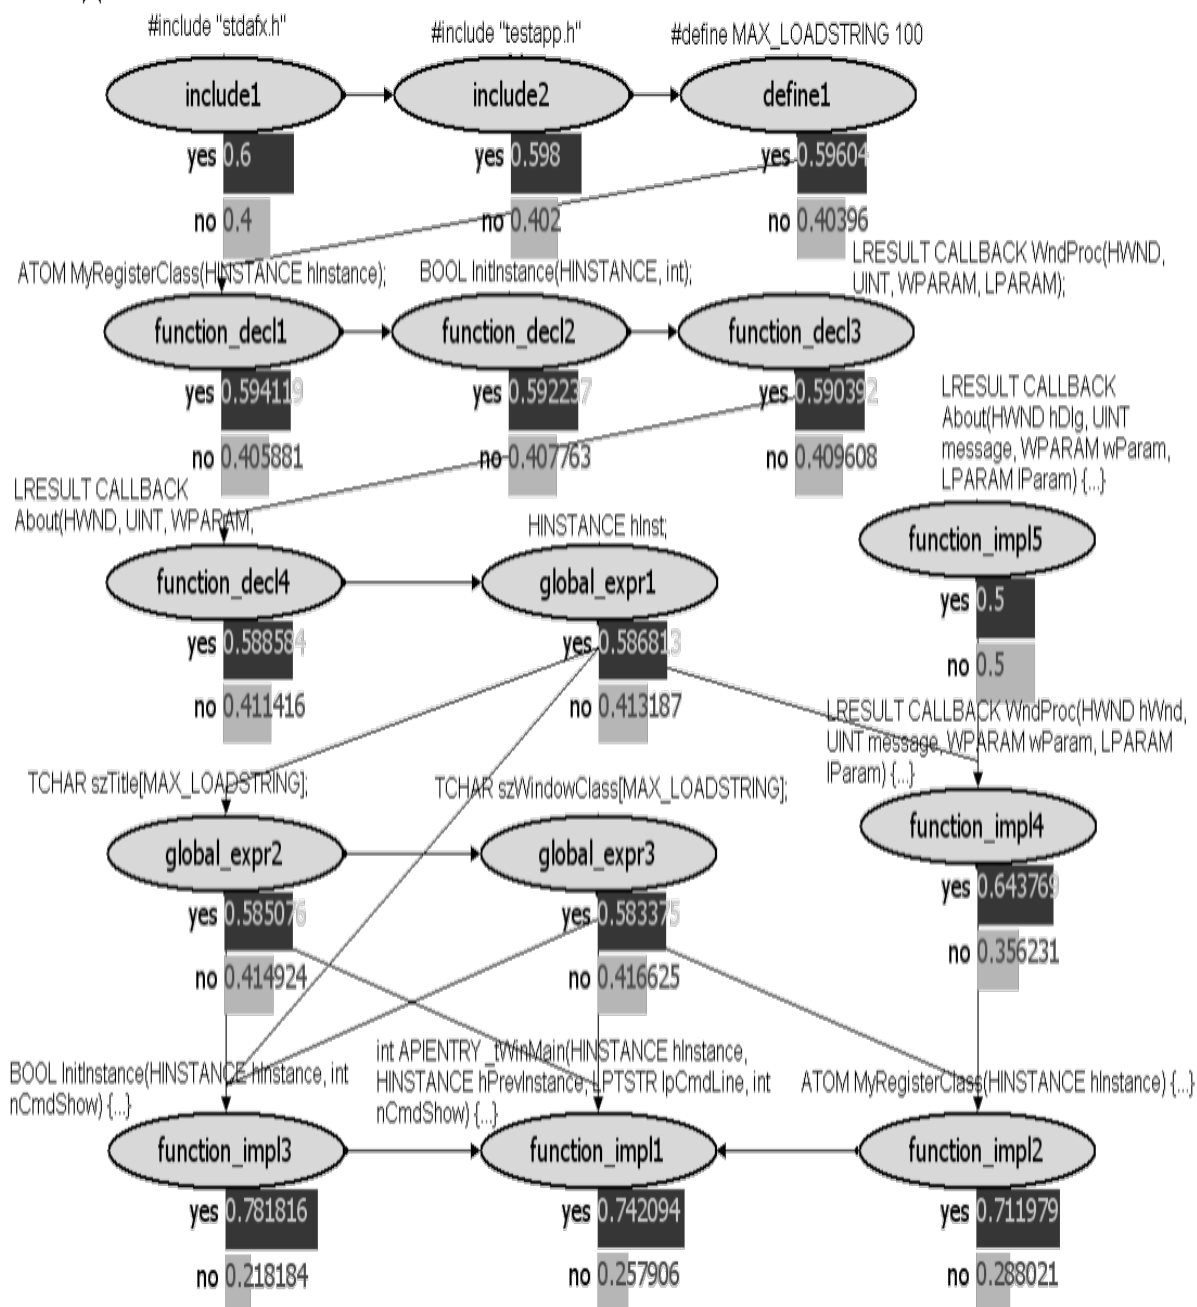 #include "stdafx.h"
#include "testapp.h"
#define MAX_LOADSTRING 100
include1
include2
define1
yes 0.6
yes 0.598
yes 0.59604
no 0.4
no 0.402
no 0.40396
ATOM MyRegisterClass(HINSTANCE hInstance);
BOOL InitInstance(HINSTANCE, int);
LRESULT CALLBACK WndProc(HWND,
UINT, WPARAM, LPARAM);
function_decl1
function_decl2
function_decl3
yes 0.594119
yes 0.592237
yes 0.590392
no 0.405881
no 0.407763
no 0.409608
LRESULT CALLBACK
About(HWND hDlg, UINT
message, WPARAM wParam,
LPARAM lParam) {...}
LRESULT CALLBACK
About(HWND, UINT, WPARAM,
HINSTANCE hInst;
function_impl5
function_decl4
global_expr1
yes 0.5
no 0.5
yes 0.588584
yes 0.586813
no 0.411416
no 0.413187
LRESULT CALLBACK WndProc(HWND hWnd,
UINT message, WPARAM wParam, LPARAM
lParam) {...}
TCHAR szTitle[MAX_LOADSTRING];
TCHAR szWindowClass[MAX_LOADSTRING];
function_impl4
global_expr2
global_expr3
yes 0.643769
yes 0.585076
yes 0.583375
no 0.356231
no 0.414924
no 0.416625
BOOL InitInstance(HINSTANCE hInstance, int
nCmdShow) {...}
int APIENTRY _tWinMain(HINSTANCE hInstance,
HINSTANCE hPrevInstance, LPTSTR lpCmdLine, int
nCmdShow) {...}
ATOM MyRegisterClass(HINSTANCE hInstance) {...}
function_impl3
function_impl1
function_impl2
yes 0.781816
yes 0.742094
yes 0.711979
no 0.218184
no 0.257906
no 0.288021